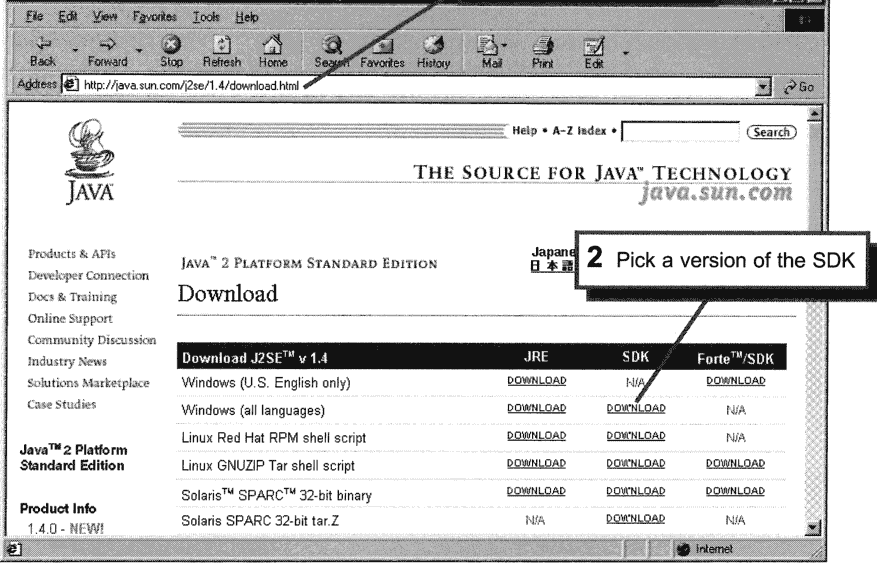 File Edit View Favorites Tools Help
Back Forward Stop Refresh Home Search Favorites History Mail Print Edit
Address http://java.sun.com/j2se/1.4/download.html Go
Help • A-Z Index • Search
JAVA
THE SOURCE FOR JAVA™ TECHNOLOGY
java.sun.com
Products & APIs
Developer Connection
Docs & Training
Online Support
Community Discussion
Industry News
Solutions Marketplace
Case Studies
Java™ 2 Platform
Standard Edition
Product Info
1.4.0 - NEW!
JAVA™ 2 PLATFORM STANDARD EDITION
Download
日本語
2 Pick a version of the SDK
Download J2SE™ v 1.4 JRE SDK Forte™/SDK
Windows (U.S. English only) DOWNLOAD N/A DOWNLOAD
Windows (all languages) DOWNLOAD DOWNLOAD N/A
Linux Red Hat RPM shell script DOWNLOAD DOWNLOAD N/A
Linux GNUZIP Tar shell script DOWNLOAD DOWNLOAD DOWNLOAD
Solaris™ SPARC™ 32-bit binary DOWNLOAD DOWNLOAD DOWNLOAD
Solaris SPARC 32-bit tar.Z N/A DOWNLOAD N/A
Internet